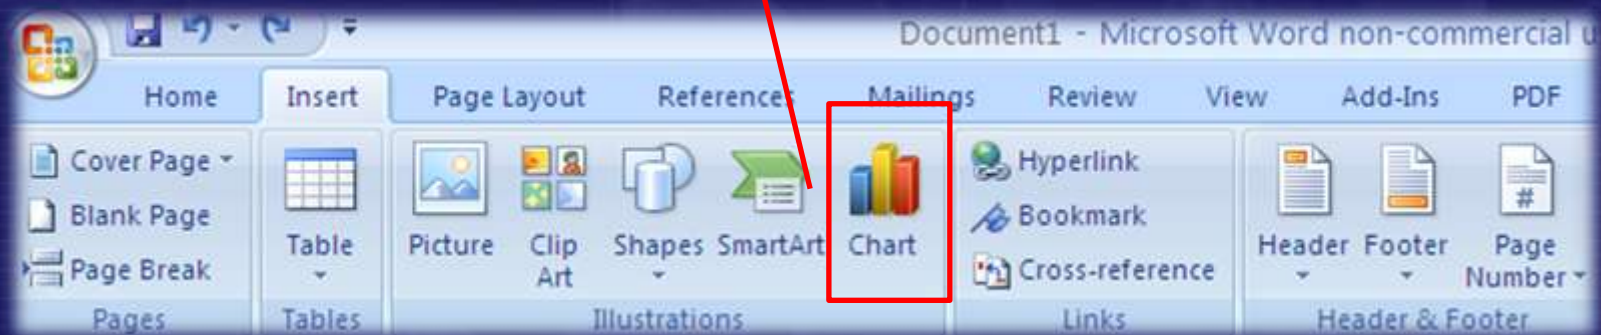 Document1 - Microsoft Word non-commercial
Home Insert Page Layout References Mailings Review View Add-Ins PDF
Cover Page
Blank Page
Page Break
Table
Picture
Clip Art
Shapes
SmartArt
Chart
Hyperlink
Bookmark
Cross-reference
Header
Footer
Page Number
#
Pages Tables Illustrations Links Header & Footer